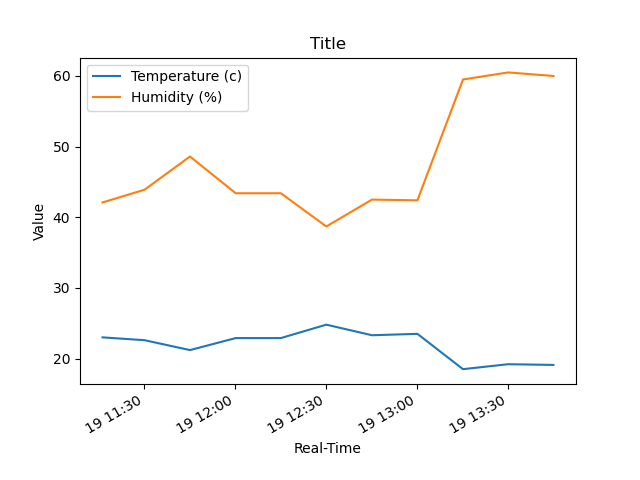 Title
Temperature (c)
Humidity (%)
60
50
40
30
20
Value
19 11:30
19 12:00
19 12:30
19 13:00
19 13:30
Real-Time